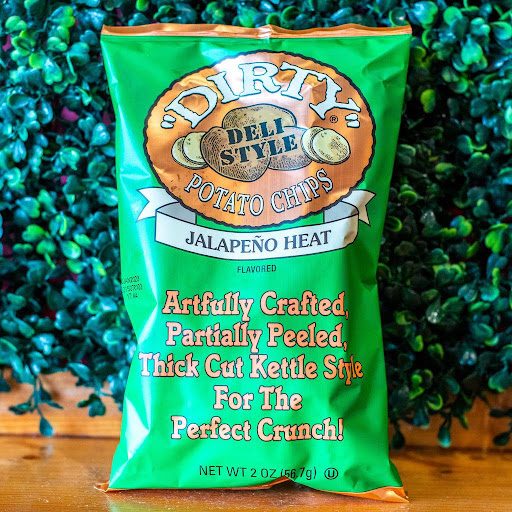 "DIRTY"®
DELI
STYLE
POTATO CHIPS
JALAPEÑO HEAT
FLAVORED
Artfully Crafted,
Partially Peeled,
Thick Cut Kettle Style
For The
Perfect Crunch!
NET WT 2 OZ (56.7g) Ⓤ